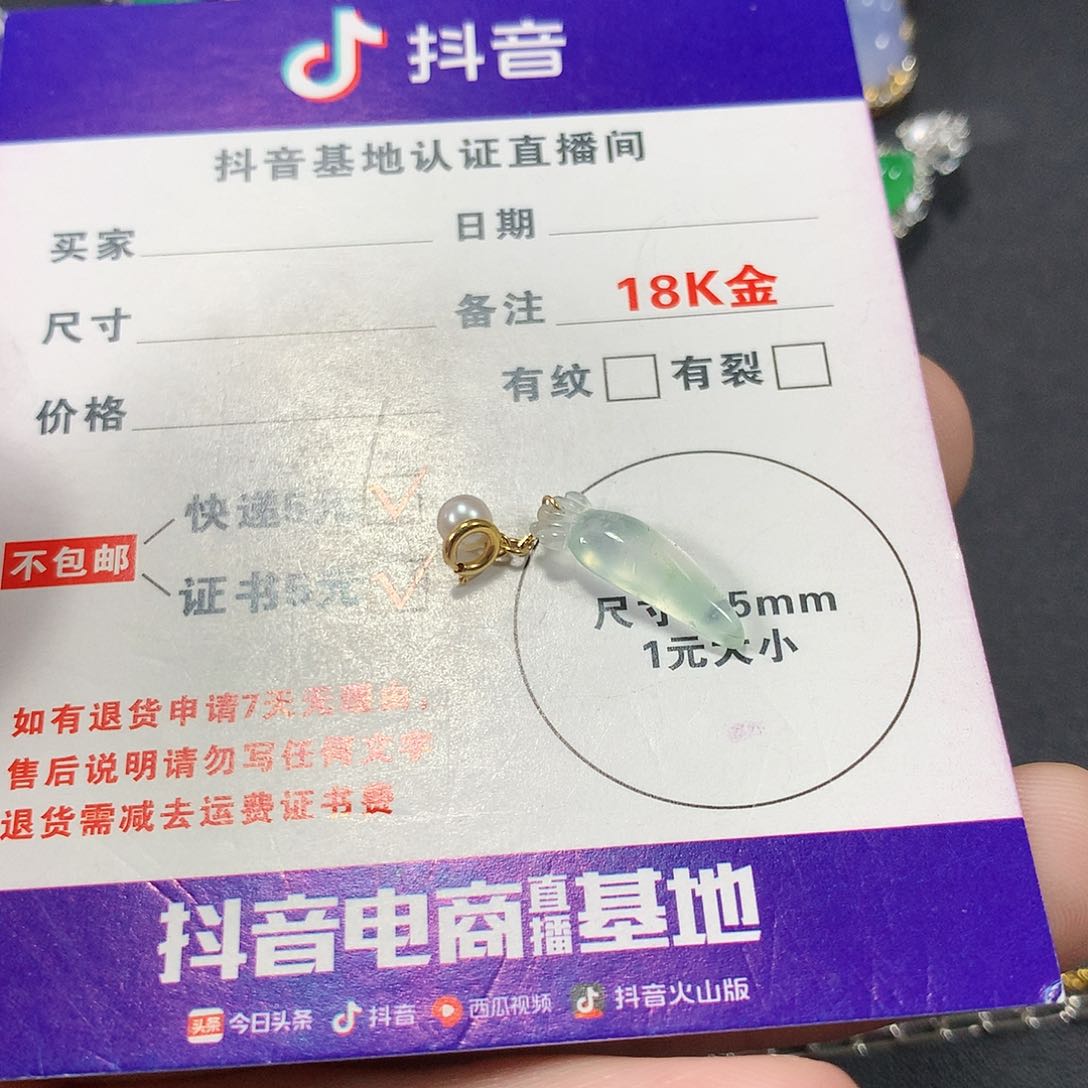 抖音
抖音基地认证直播间
买家
日期
尺寸
备注 18K金
价格
有纹 有裂
不包邮
快递5元
证书5元
尺寸 5mm
1元大小
如有退货申请7天无理由,
售后说明请勿写任何文字
退货需减去运费证书费
抖音电商直播基地
头条 今日头条 抖音 西瓜视频 抖音火山版